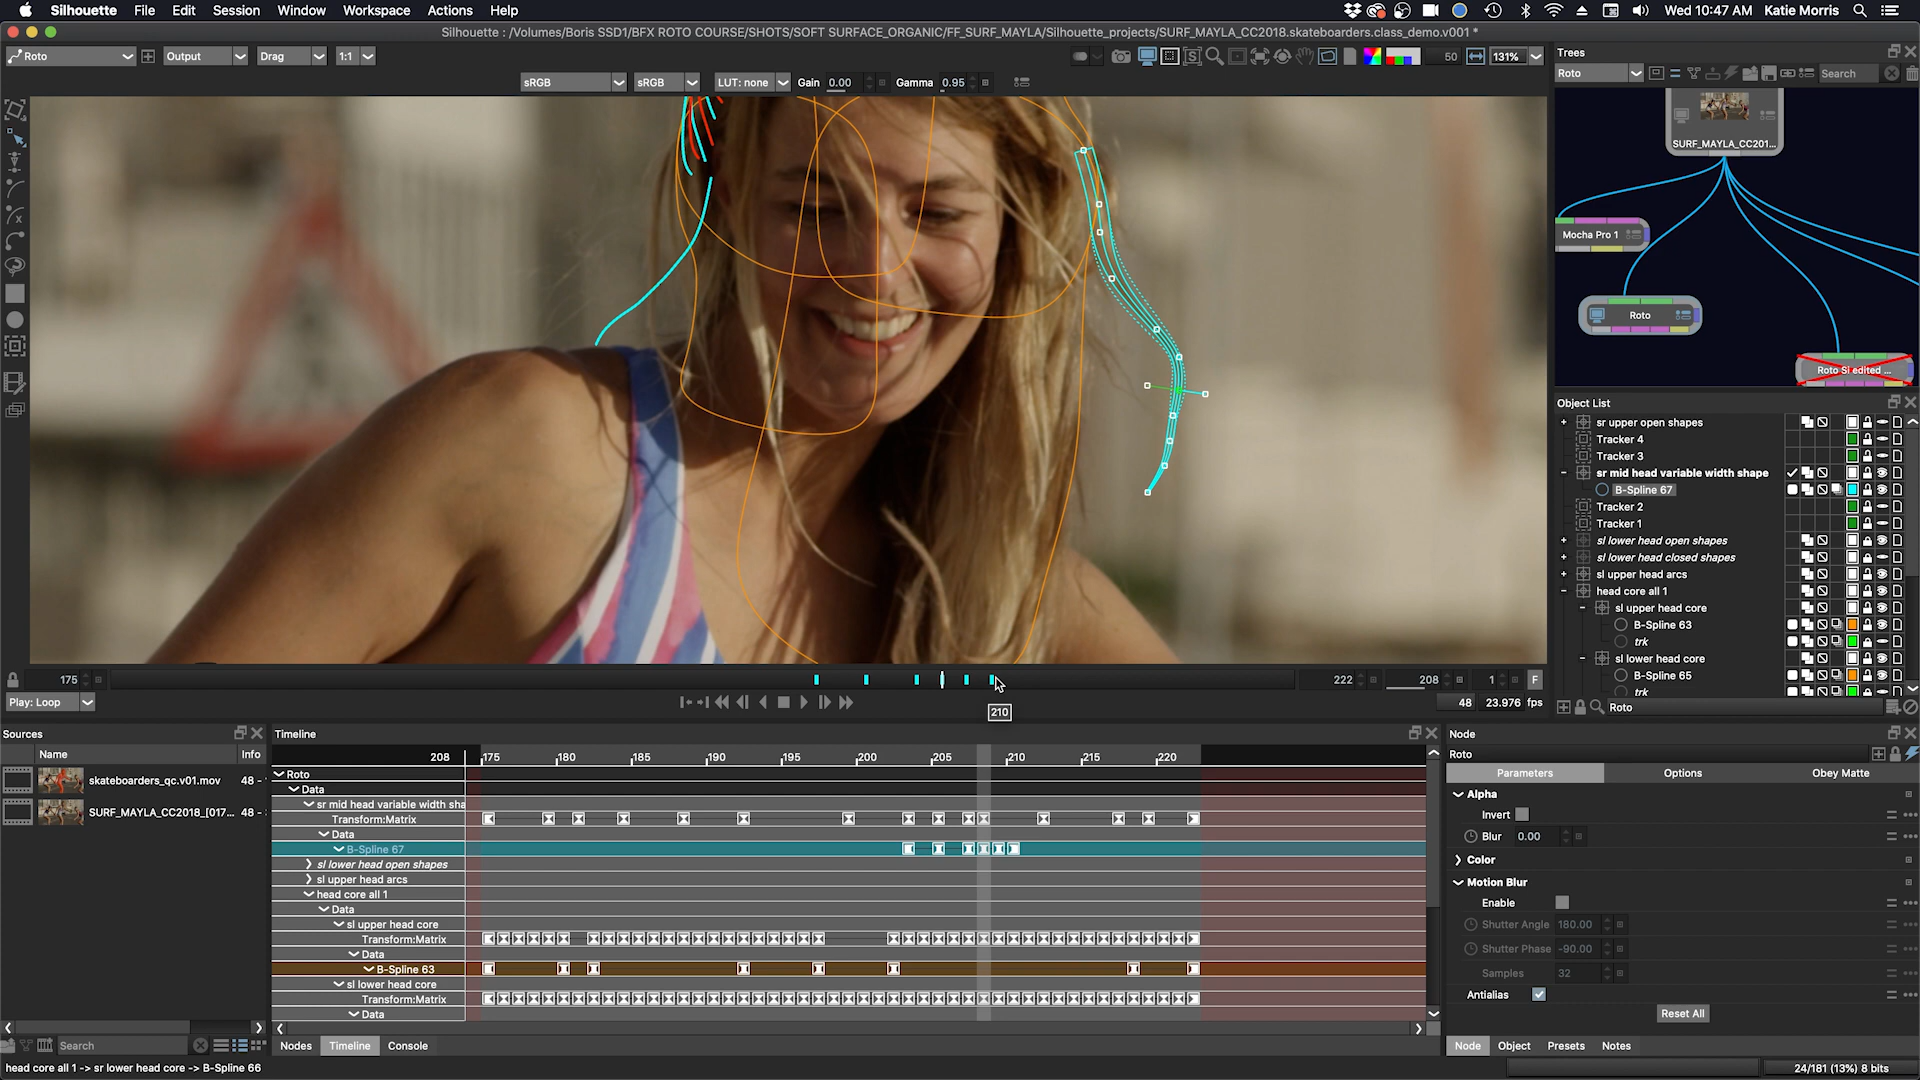 Silhouette File Edit Session Window Workspace Actions Help Wed 10:47 AM Katie Morris
Silhouette : /Volumes/Boris SSD1/BFX ROTO COURSE/SHOTS/SOFT SURFACE_ORGANIC/FF_SURF_MAYLA/Silhouette_projects/SURF_MAYLA_CC2018.skateboarders.class_demo.v001 *
Roto Output Drag 1:1 50 131%
sRGB sRGB LUT: none Gain 0.00 Gamma 0.95
Trees
Roto Search
SURF_MAYLA_CC201...
Mocha Pro 1
Roto
Roto Sl edited ...
Object List
sr upper open shapes
Tracker 4
Tracker 3
sr mid head variable width shape
B-Spline 67
Tracker 2
Tracker 1
sl lower head open shapes
sl lower head closed shapes
sl upper head arcs
head core all 1
sl upper head core
B-Spline 63
trk
sl lower head core
B-Spline 65
trk
Roto
175 222 208 1 F
Play: Loop 48 23.976 fps
210
Sources
Name Info
skateboarders_qc.v01.mov 48 -
SURF_MAYLA_CC2018_[017... 48 -
Search
Timeline
208 175 180 185 190 195 200 205 210 215 220
Roto
Data
sr mid head variable width sha
Transform:Matrix
Data
B-Spline 67
sl lower head open shapes
sl upper head arcs
head core all 1
Data
sl upper head core
Transform:Matrix
Data
B-Spline 63
sl lower head core
Transform:Matrix
Data
Nodes Timeline Console
Node
Roto
Parameters Options Obey Matte
Alpha
Invert
Blur 0.00
Color
Motion Blur
Enable
Shutter Angle 180.00
Shutter Phase -90.00
Samples 32
Antialias
Reset All
Node Object Presets Notes
head core all 1 -> sr lower head core -> B-Spline 66
24/181 (13%) 8 bits